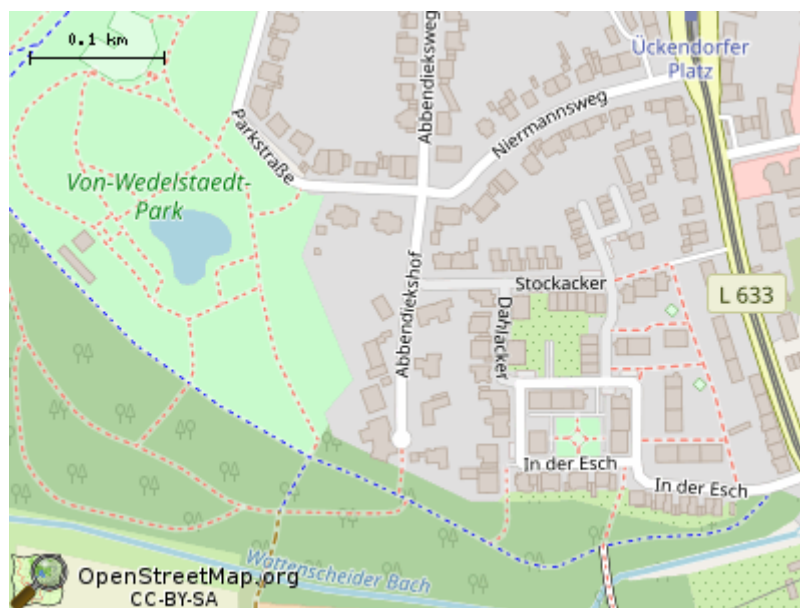 0.1 km
Abbendieksweg
Ückendorfer
Platz
Niermannsweg
Parkstraße
Von-Wedelstaedt-
Park
Abbendiekshof
Stockacker
L 633
Dahlacker
In der Esch
In der Esch
Wattenscheider Bach
OpenStreetMap.org
CC-BY-SA